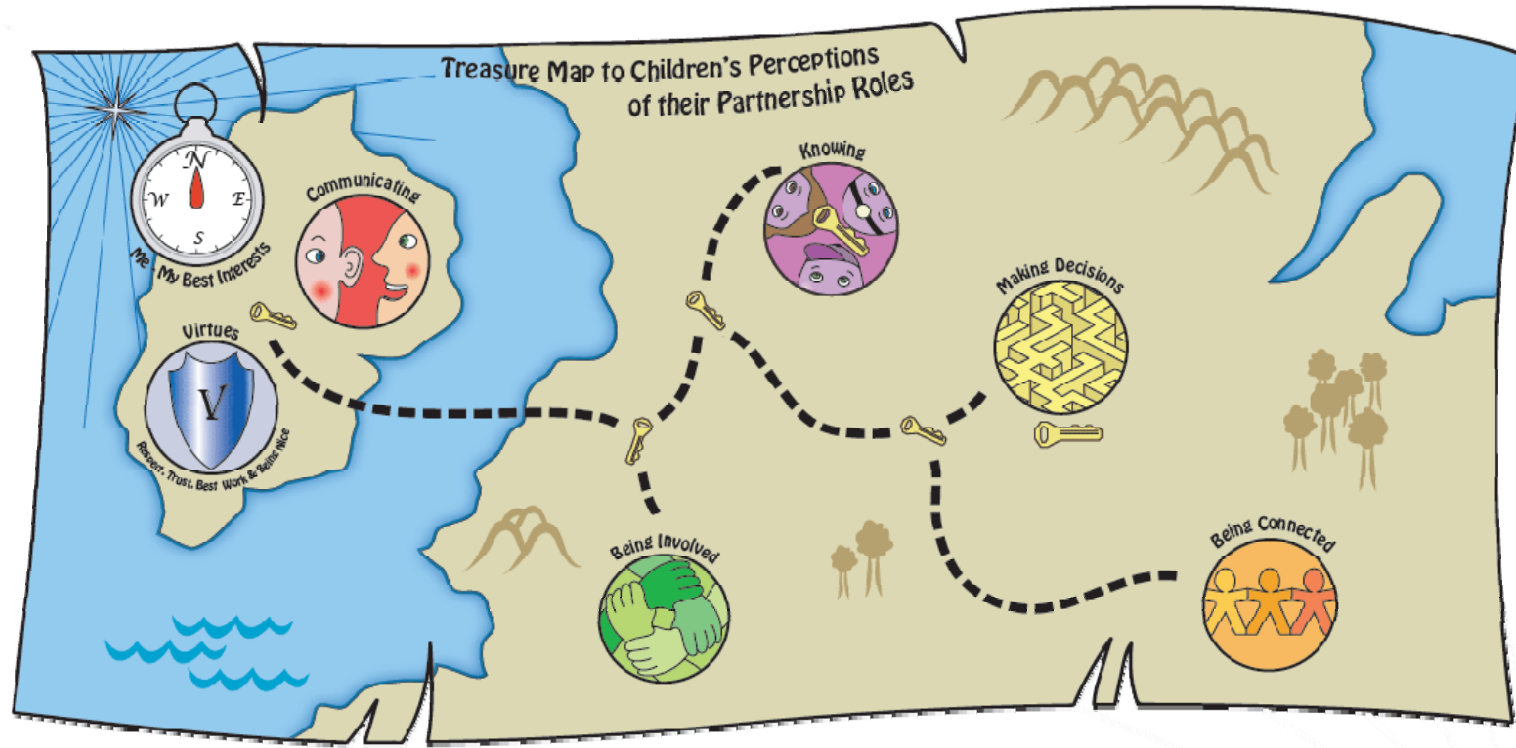 Treasure Map to Children's Perceptions
of their Partnership Roles
N
W
E
S
Me - My Best Interests
Communicating
Virtues
V
Respect, Trust, Best Work & Being Nice
Knowing
Making Decisions
Being Involved
Being Connected